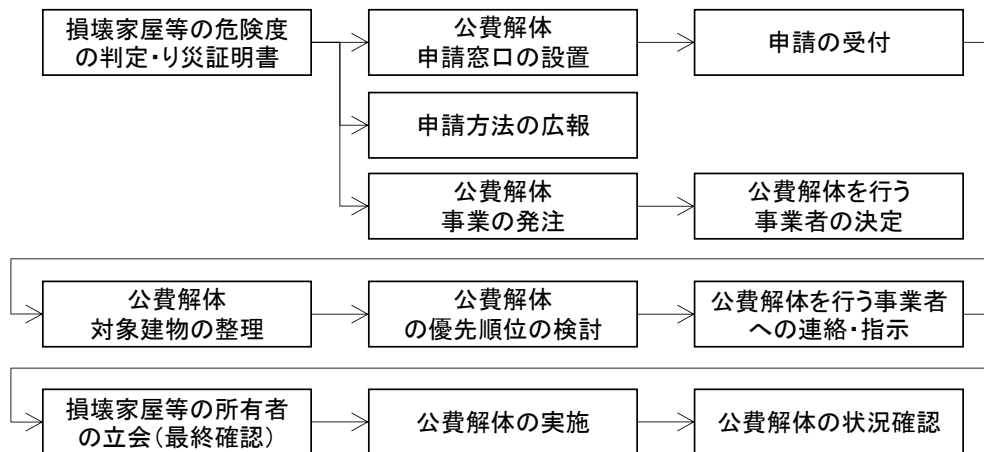 損壊家屋等の危険度
の判定・り災証明書
公費解体
申請窓口の設置
申請の受付
申請方法の広報
公費解体
事業の発注
公費解体を行う
事業者の決定
公費解体
対象建物の整理
公費解体
の優先順位の検討
公費解体を行う事業者
への連絡・指示
損壊家屋等の所有者
の立会(最終確認)
公費解体の実施
公費解体の状況確認